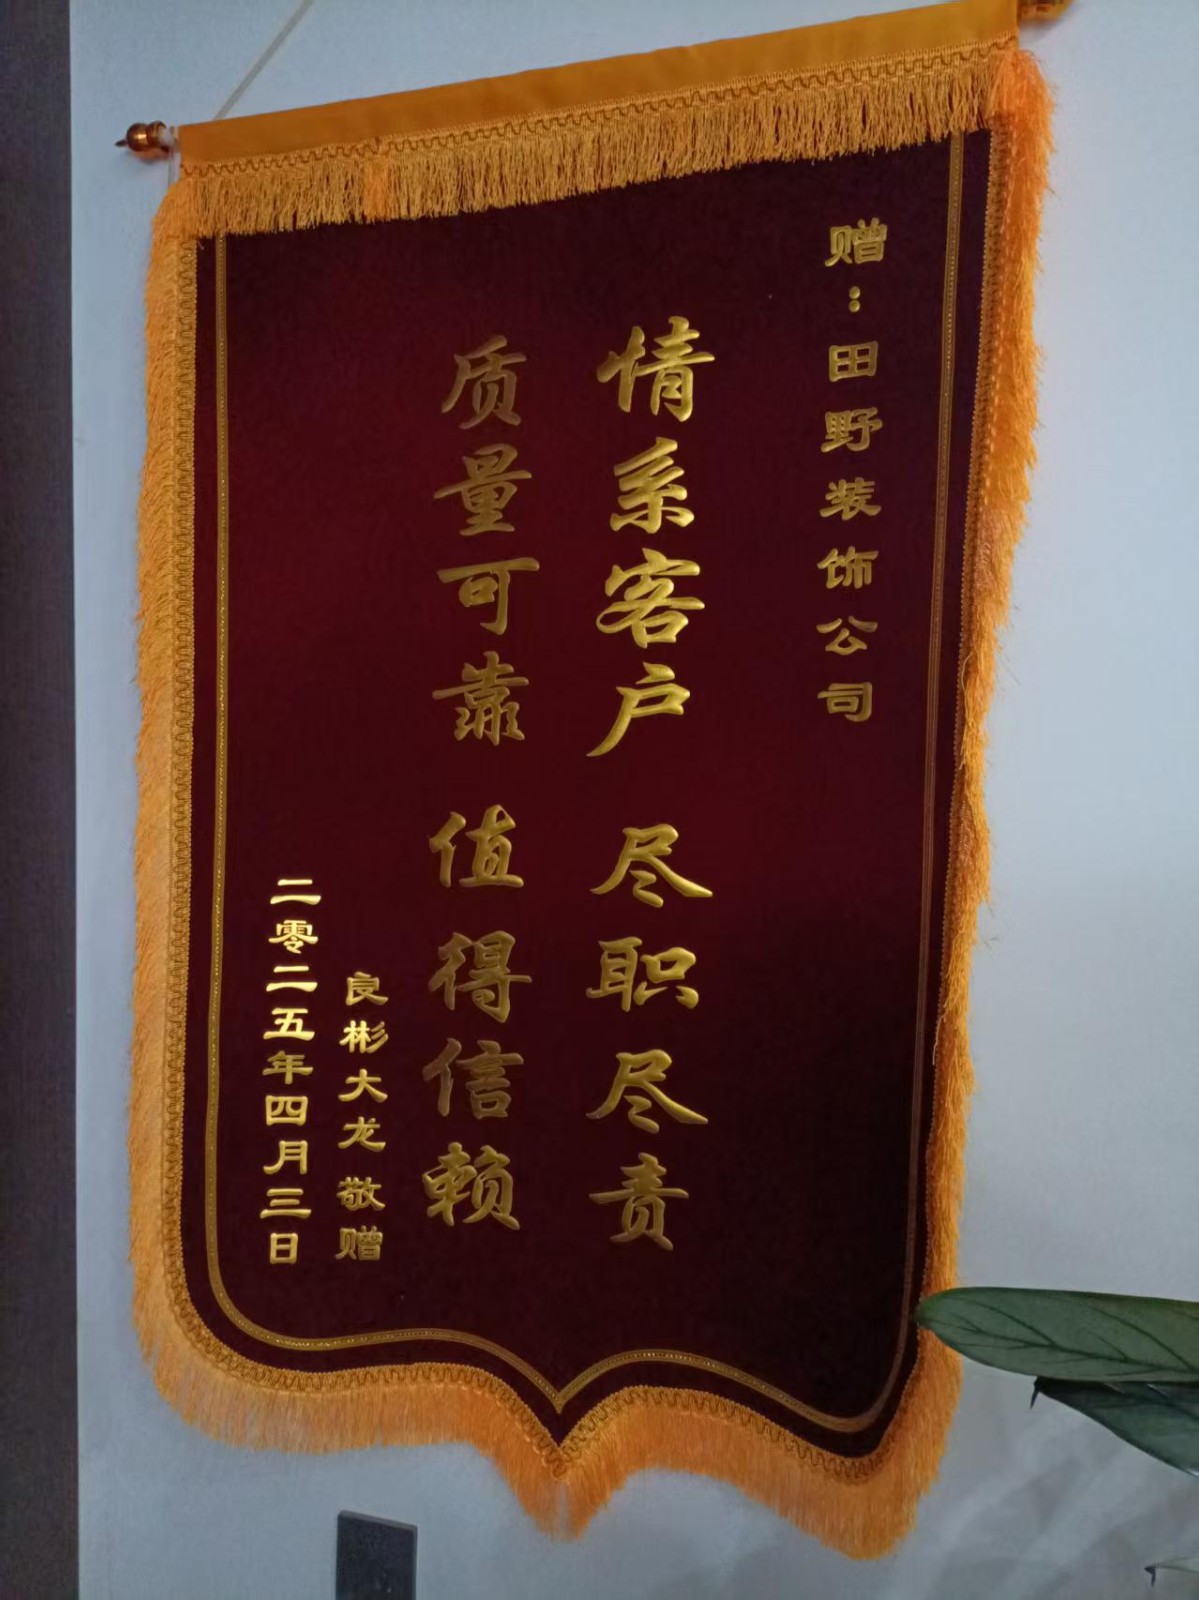 赠：田野装饰公司
情系客户 尽职尽责
质量可靠 值得信赖
良彬大龙 敬赠
二零二五年四月三日